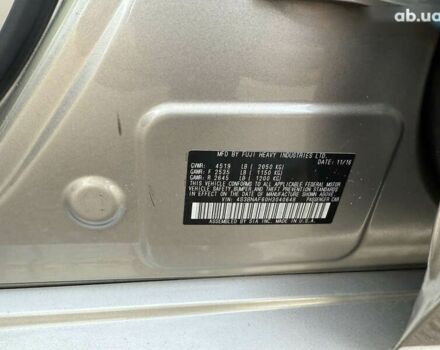 ab.ua
MFD BY FUJI HEAVY INDUSTRIES LTD.
DATE: 11/16
GVWR: 4519 LB ( 2050 KG)
GAWR: F 2535 LB ( 1150 KG)
GAWR: R 2645 LB ( 1200 KG)
THIS VEHICLE CONFORMS TO ALL APPLICABLE FEDERAL MOTOR VEHICLE
SAFETY, BUMPER AND THEFT PREVENTION STANDARDS IN EFFECT ON THE
DATE OF MANUFACTURE SHOWN ABOVE.
VIN: 4S3BNAF60H3040648
PASSENGER CAR
ASSEMBLED BY SIA INC. MADE IN U.S.A